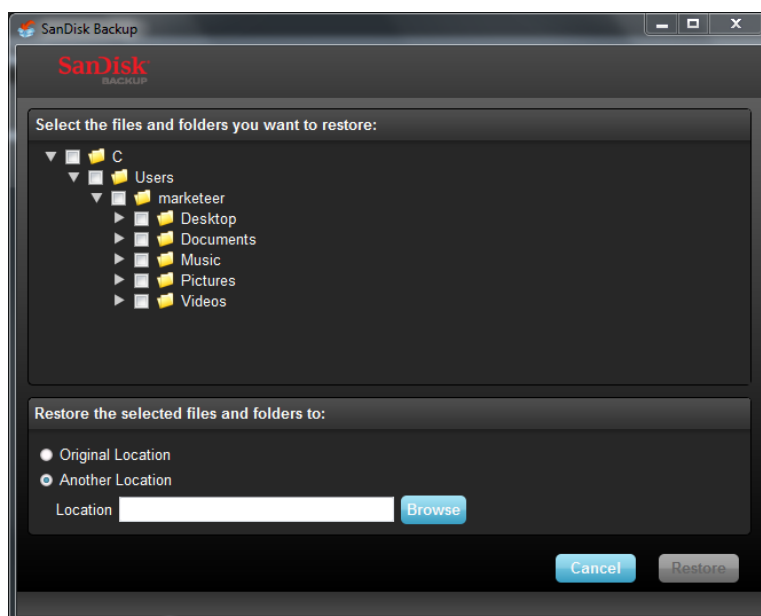 SanDisk Backup
SanDisk
BACKUP
Select the files and folders you want to restore:
C
Users
marketeer
Desktop
Documents
Music
Pictures
Videos
Restore the selected files and folders to:
Original Location
Another Location
Location Browse
Cancel Restore